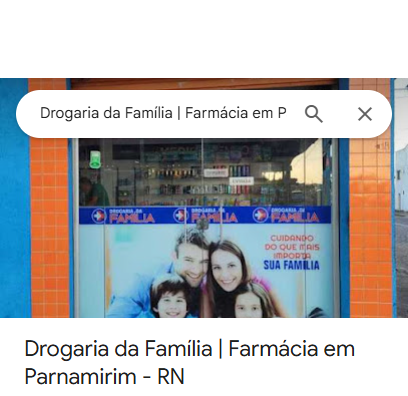 Drogaria da Família | Farmácia em P
DROGARIA DA
FAMÍLIA
DROGARIA DA
FAMÍLIA
DROGARIA DA
FAMÍLIA
CUIDANDO
DO QUE MAIS
IMPORTA
SUA FAMÍLIA
Drogaria da Família | Farmácia em
Parnamirim - RN